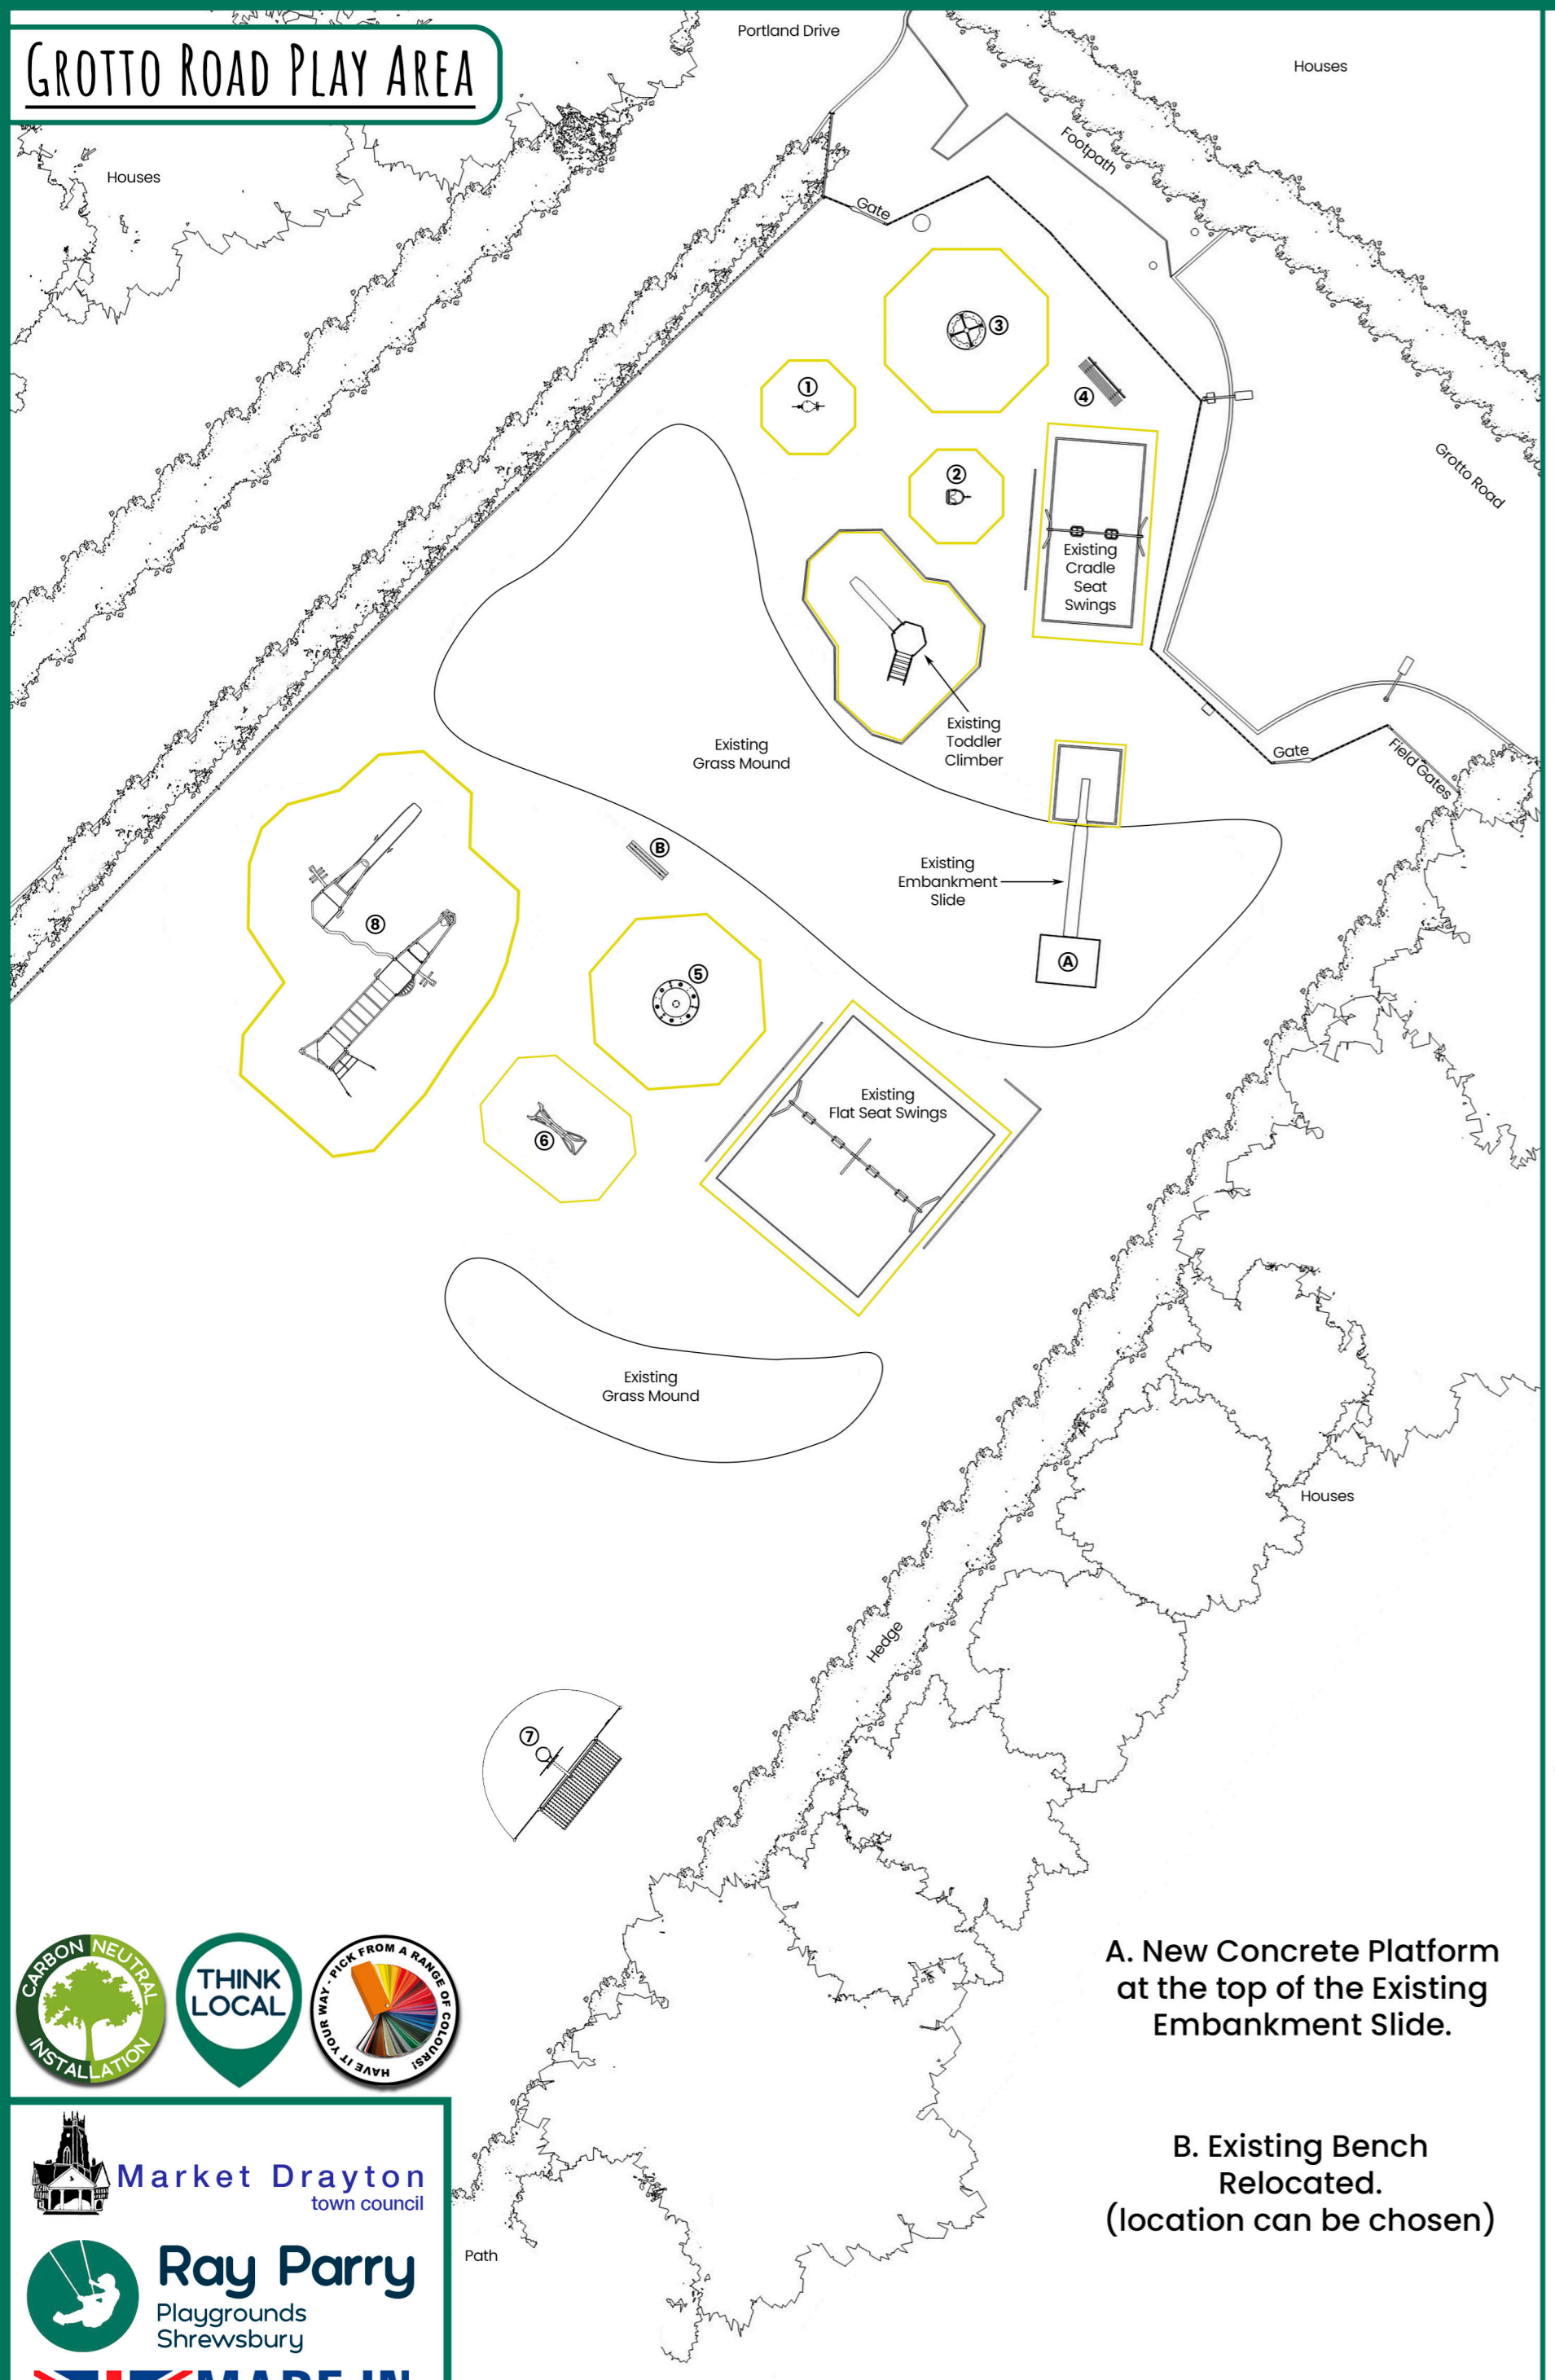 GROTTO ROAD PLAY AREA
Portland Drive
Houses
Houses
Footpath
Gate
③
①
④
②
Grotto Road
Existing
Cradle
Seat
Swings
Existing
Toddler
Climber
Existing
Grass Mound
Gate
Field Gates
B
Existing
Embankment
Slide
A
⑧
⑤
⑥
Existing
Flat Seat Swings
Existing
Grass Mound
Houses
Hedge
⑦
CARBON NEUTRAL
INSTALLATION
THINK
LOCAL
HAVE IT YOUR WAY - PICK FROM A RANGE OF COLOURS!
A. New Concrete Platform
at the top of the Existing
Embankment Slide.
B. Existing Bench
Relocated.
(location can be chosen)
Market Drayton
town council
Path
Ray Parry
Playgrounds
Shrewsbury
MADE IN